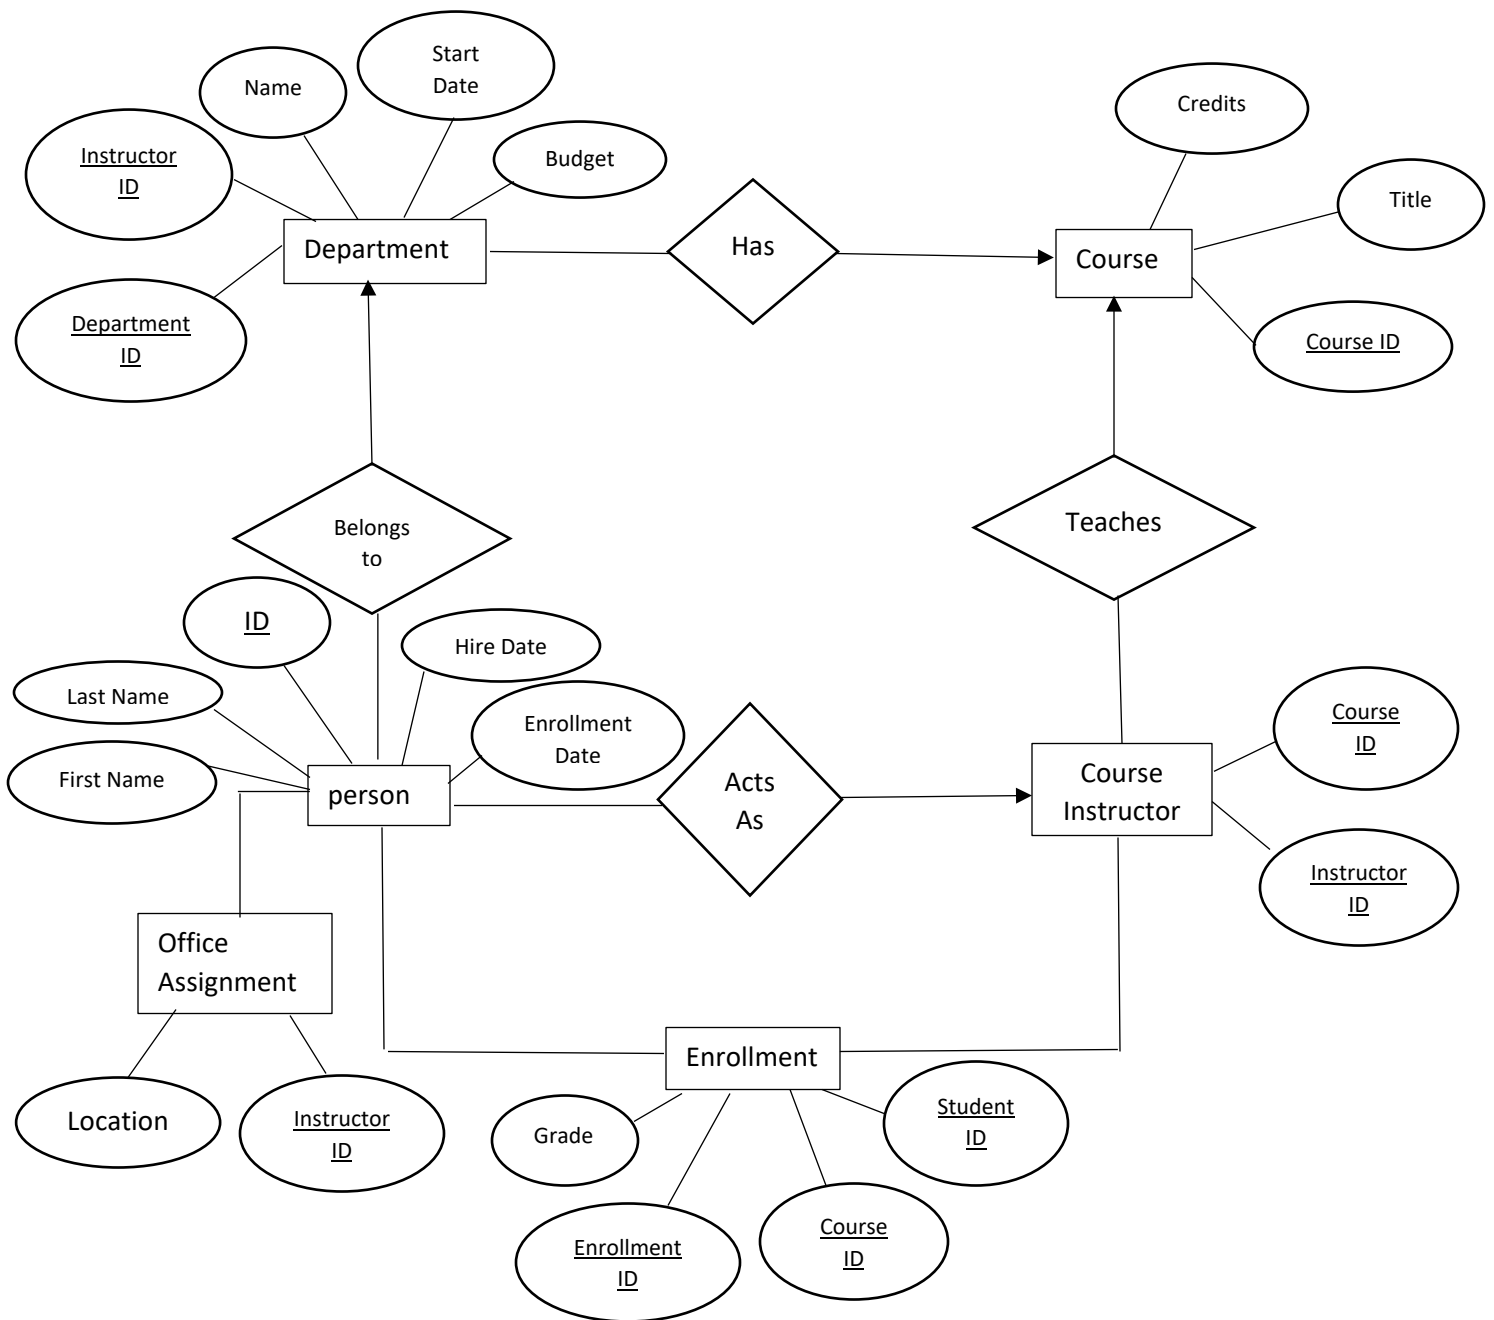 Start
Date
Name
Credits
Instructor
ID
Budget
Title
Department
Has
Course
Department
ID
Course ID
Belongs
to
Teaches
ID
Hire Date
Last Name
Enrollment
Date
First Name
person
Acts
As
Course
Instructor
Course
ID
Instructor
ID
Office
Assignment
Enrollment
Location
Instructor
ID
Grade
Student
ID
Enrollment
ID
Course
ID